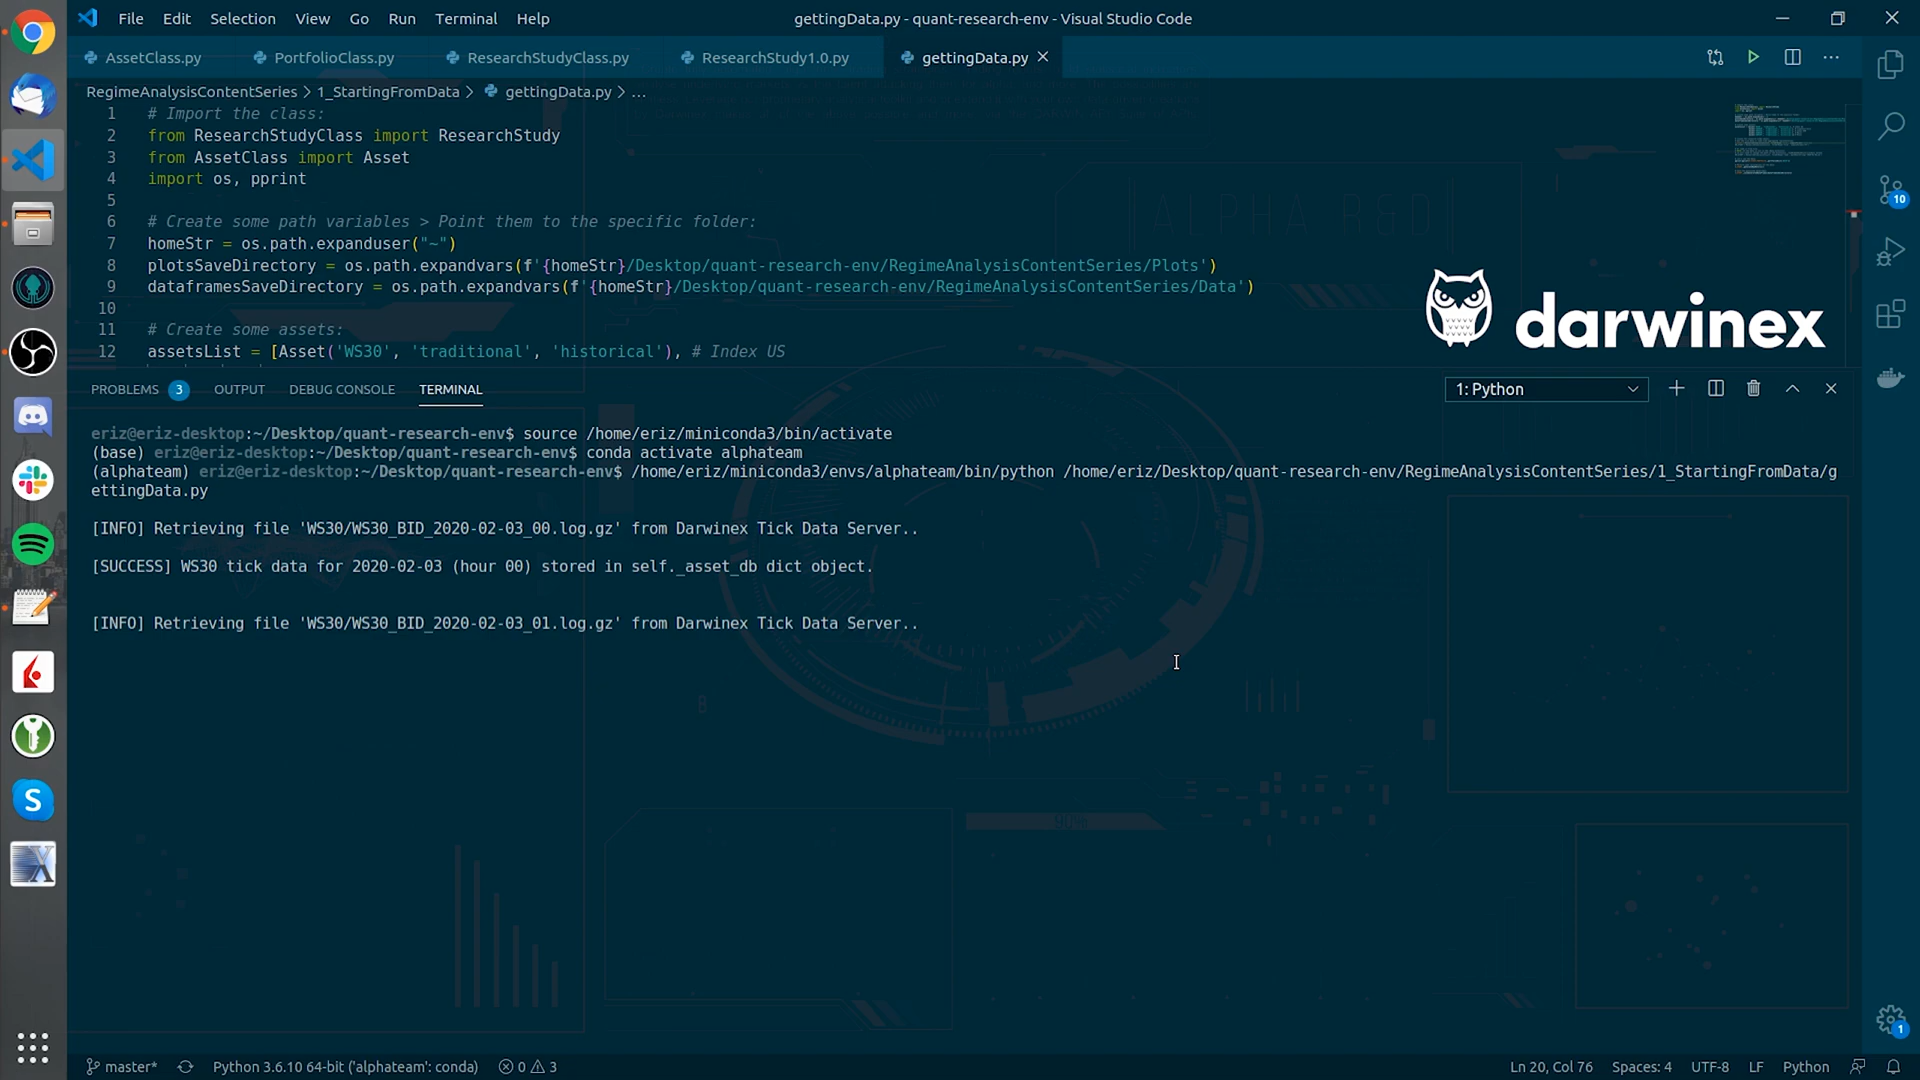 File Edit Selection View Go Run Terminal Help
gettingData.py - quant-research-env - Visual Studio Code
AssetClass.py PortfolioClass.py ResearchStudyClass.py ResearchStudy1.0.py gettingData.py
RegimeAnalysisContentSeries > 1_StartingFromData > gettingData.py > ...
1 # Import the class:
2 from ResearchStudyClass import ResearchStudy
3 from AssetClass import Asset
4 import os, pprint
5
6 # Create some path variables > Point them to the specific folder:
7 homeStr = os.path.expanduser("~")
8 plotsSaveDirectory = os.path.expandvars(f'{homeStr}/Desktop/quant-research-env/RegimeAnalysisContentSeries/Plots')
9 dataframesSaveDirectory = os.path.expandvars(f'{homeStr}/Desktop/quant-research-env/RegimeAnalysisContentSeries/Data')
10
11 # Create some assets:
12 assetsList = [Asset('WS30', 'traditional', 'historical'), # Index US
ALPHA R&D
darwinex
10
PROBLEMS 3 OUTPUT DEBUG CONSOLE TERMINAL
1: Python
eriz@eriz-desktop:~/Desktop/quant-research-env$ source /home/eriz/miniconda3/bin/activate
(base) eriz@eriz-desktop:~/Desktop/quant-research-env$ conda activate alphateam
(alphateam) eriz@eriz-desktop:~/Desktop/quant-research-env$ /home/eriz/miniconda3/envs/alphateam/bin/python /home/eriz/Desktop/quant-research-env/RegimeAnalysisContentSeries/1_StartingFromData/g
ettingData.py
[INFO] Retrieving file 'WS30/WS30_BID_2020-02-03_00.log.gz' from Darwinex Tick Data Server..
[SUCCESS] WS30 tick data for 2020-02-03 (hour 00) stored in self._asset_db dict object.
[INFO] Retrieving file 'WS30/WS30_BID_2020-02-03_01.log.gz' from Darwinex Tick Data Server..
1
master* Python 3.6.10 64-bit ('alphateam': conda) 0 3
Ln 20, Col 76 Spaces: 4 UTF-8 LF Python